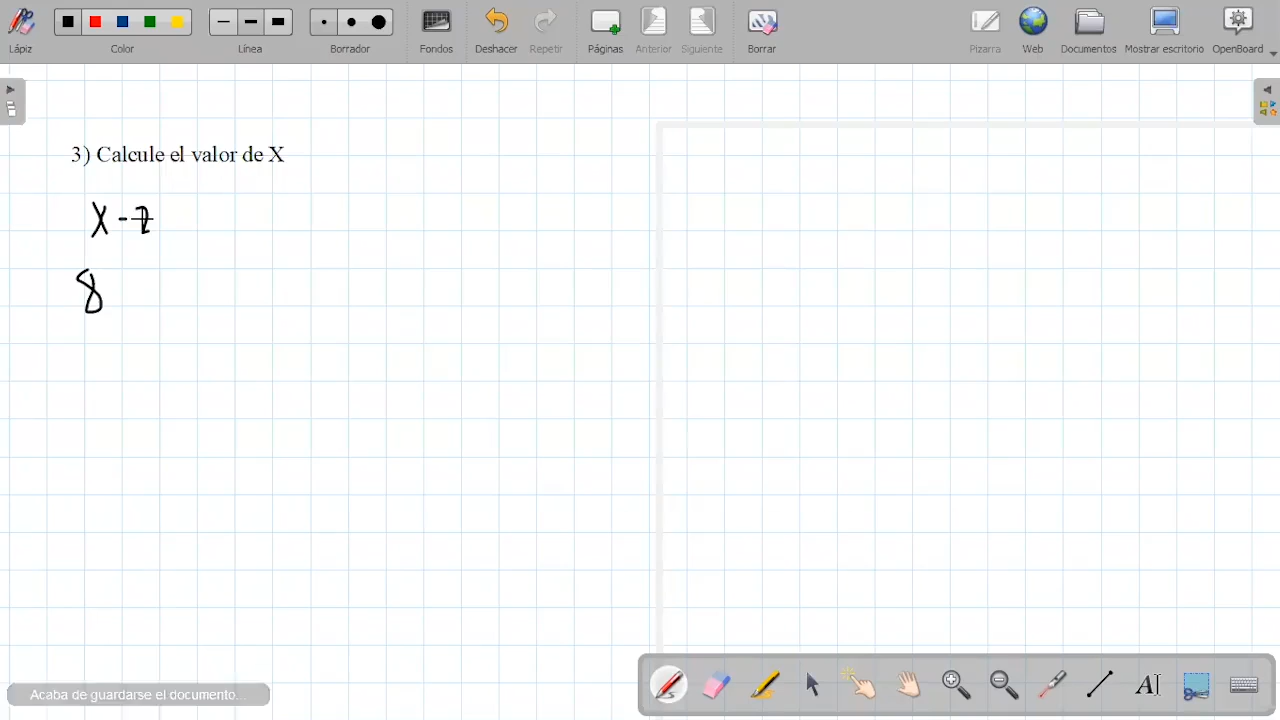 Lápiz Color Línea Borrador Fondos Deshacer Repetir Páginas Anterior Siguiente Borrar Pizarra Web Documentos Mostrar escritorio OpenBoard
3) Calcule el valor de X
X - 7
8
Acaba de guardarse el documento...